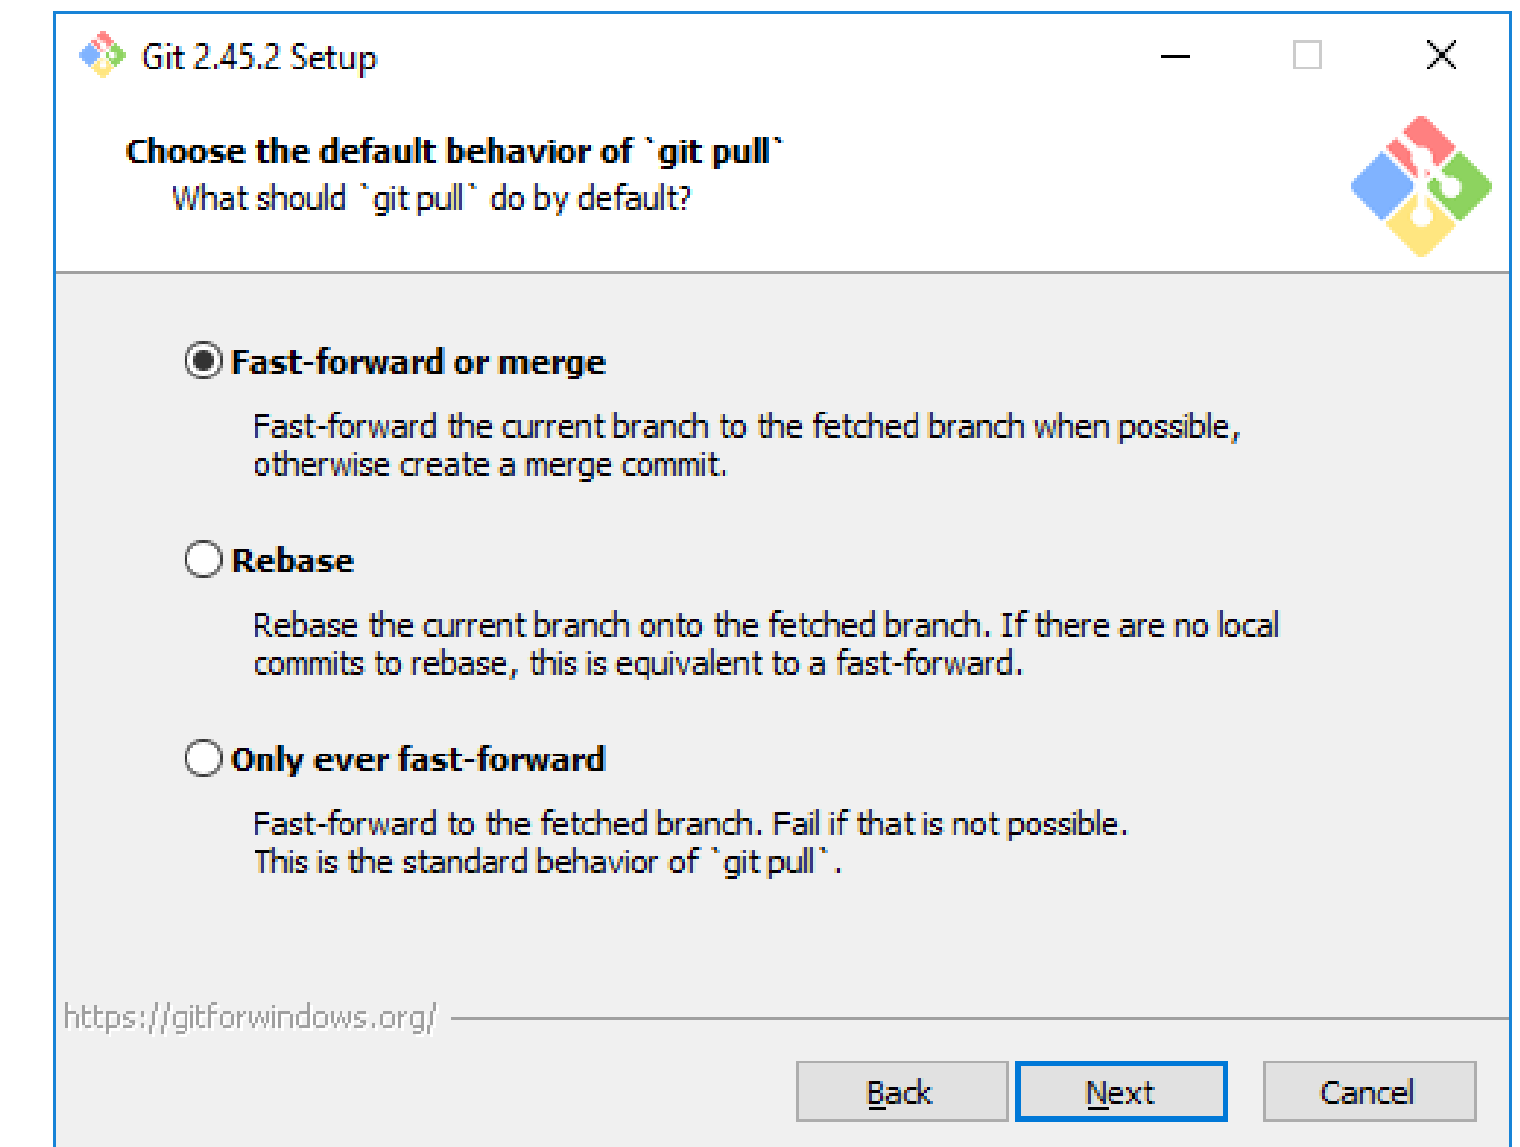 Git 2.45.2 Setup
Choose the default behavior of `git pull`
What should `git pull` do by default?
Fast-forward or merge
Fast-forward the current branch to the fetched branch when possible,
otherwise create a merge commit.
Rebase
Rebase the current branch onto the fetched branch. If there are no local
commits to rebase, this is equivalent to a fast-forward.
Only ever fast-forward
Fast-forward to the fetched branch. Fail if that is not possible.
This is the standard behavior of `git pull`.
https://gitforwindows.org/
Back Next Cancel